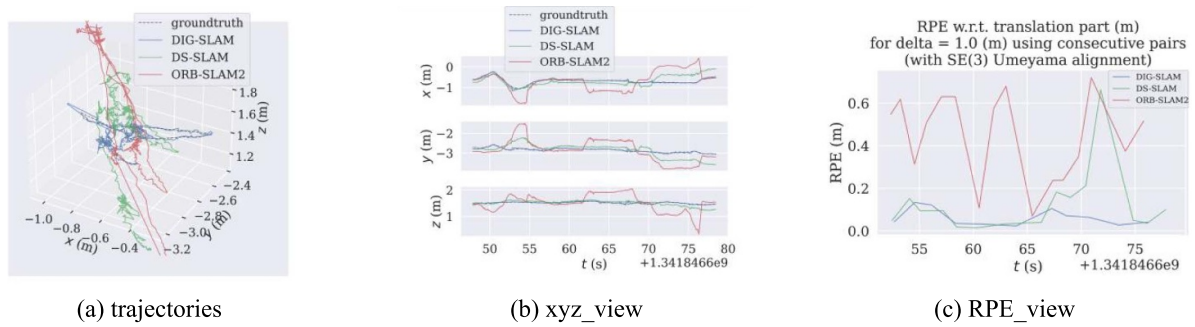 groundtruth
DIG-SLAM
DS-SLAM
ORB-SLAM2
1.8
1.6
1.4
1.2
z (m)
−2.4
−2.6
−2.8
−3.0
−3.2
y (m)
−1.0
−0.8
−0.6
−0.4
x (m)
(a) trajectories
groundtruth
DIG-SLAM
DS-SLAM
ORB-SLAM2
0
−1
x (m)
−2
−3
y (m)
2
1
z (m)
50 55 60 65 70 75 80
t (s) +1.3418466e9
(b) xyz_view
RPE w.r.t. translation part (m)
for delta = 1.0 (m) using consecutive pairs
(with SE(3) Umeyama alignment)
DIG-SLAM
DS-SLAM
ORB-SLAM2
0.6
0.4
0.2
0.0
RPE (m)
55 60 65 70 75
t (s) +1.3418466e9
(c) RPE_view